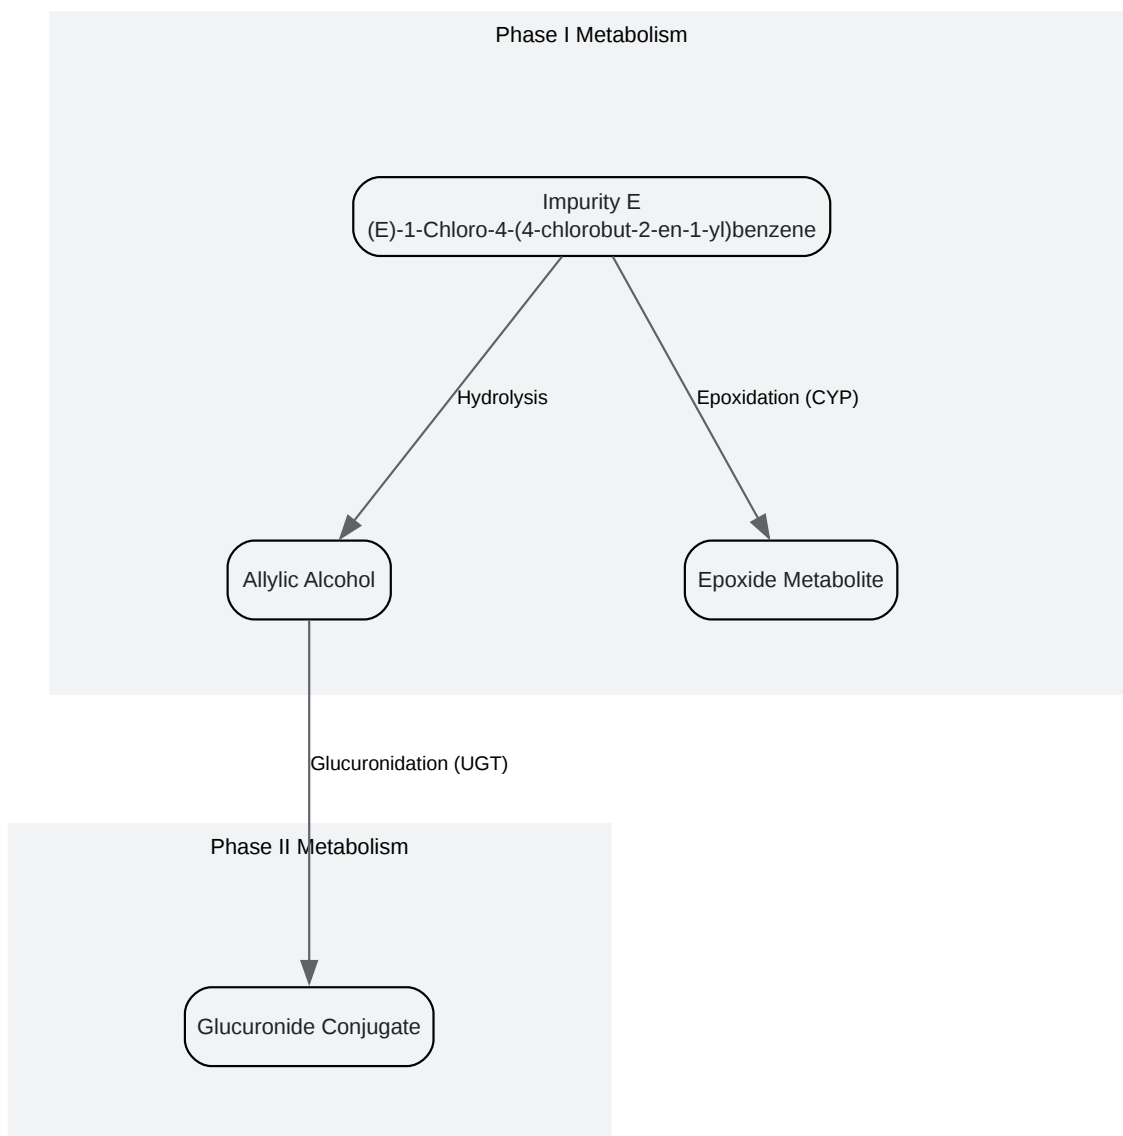 Phase I Metabolism
Impurity E
(E)-1-Chloro-4-(4-chlorobut-2-en-1-yl)benzene
Hydrolysis
Epoxidation (CYP)
Allylic Alcohol
Epoxide Metabolite
Glucuronidation (UGT)
Phase II Metabolism
Glucuronide Conjugate